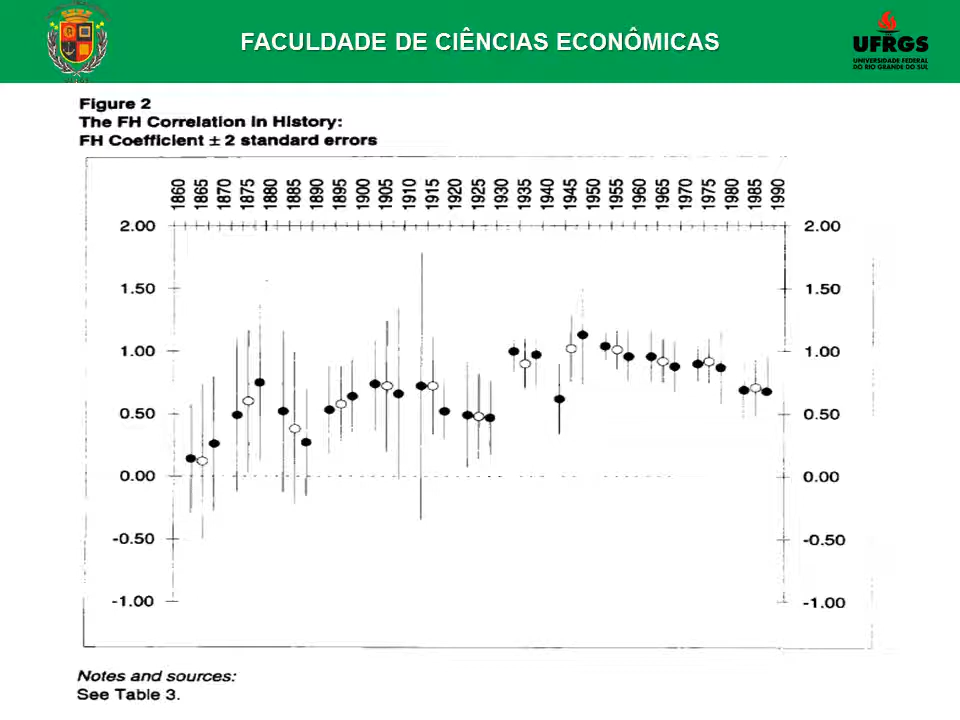 FACULDADE DE CIÊNCIAS ECONÔMICAS
UFRGS
UNIVERSIDADE FEDERAL
DO RIO GRANDE DO SUL
Figure 2
The FH Correlation in History:
FH Coefficient ± 2 standard errors
1860 1865 1870 1875 1880 1885 1890 1895 1900 1905 1910 1915 1920 1925 1930 1935 1940 1945 1950 1955 1960 1965 1970 1975 1980 1985 1990
2.00 2.00
1.50 1.50
1.00 1.00
0.50 0.50
0.00 0.00
-0.50 -0.50
-1.00 -1.00
Notes and sources:
See Table 3.